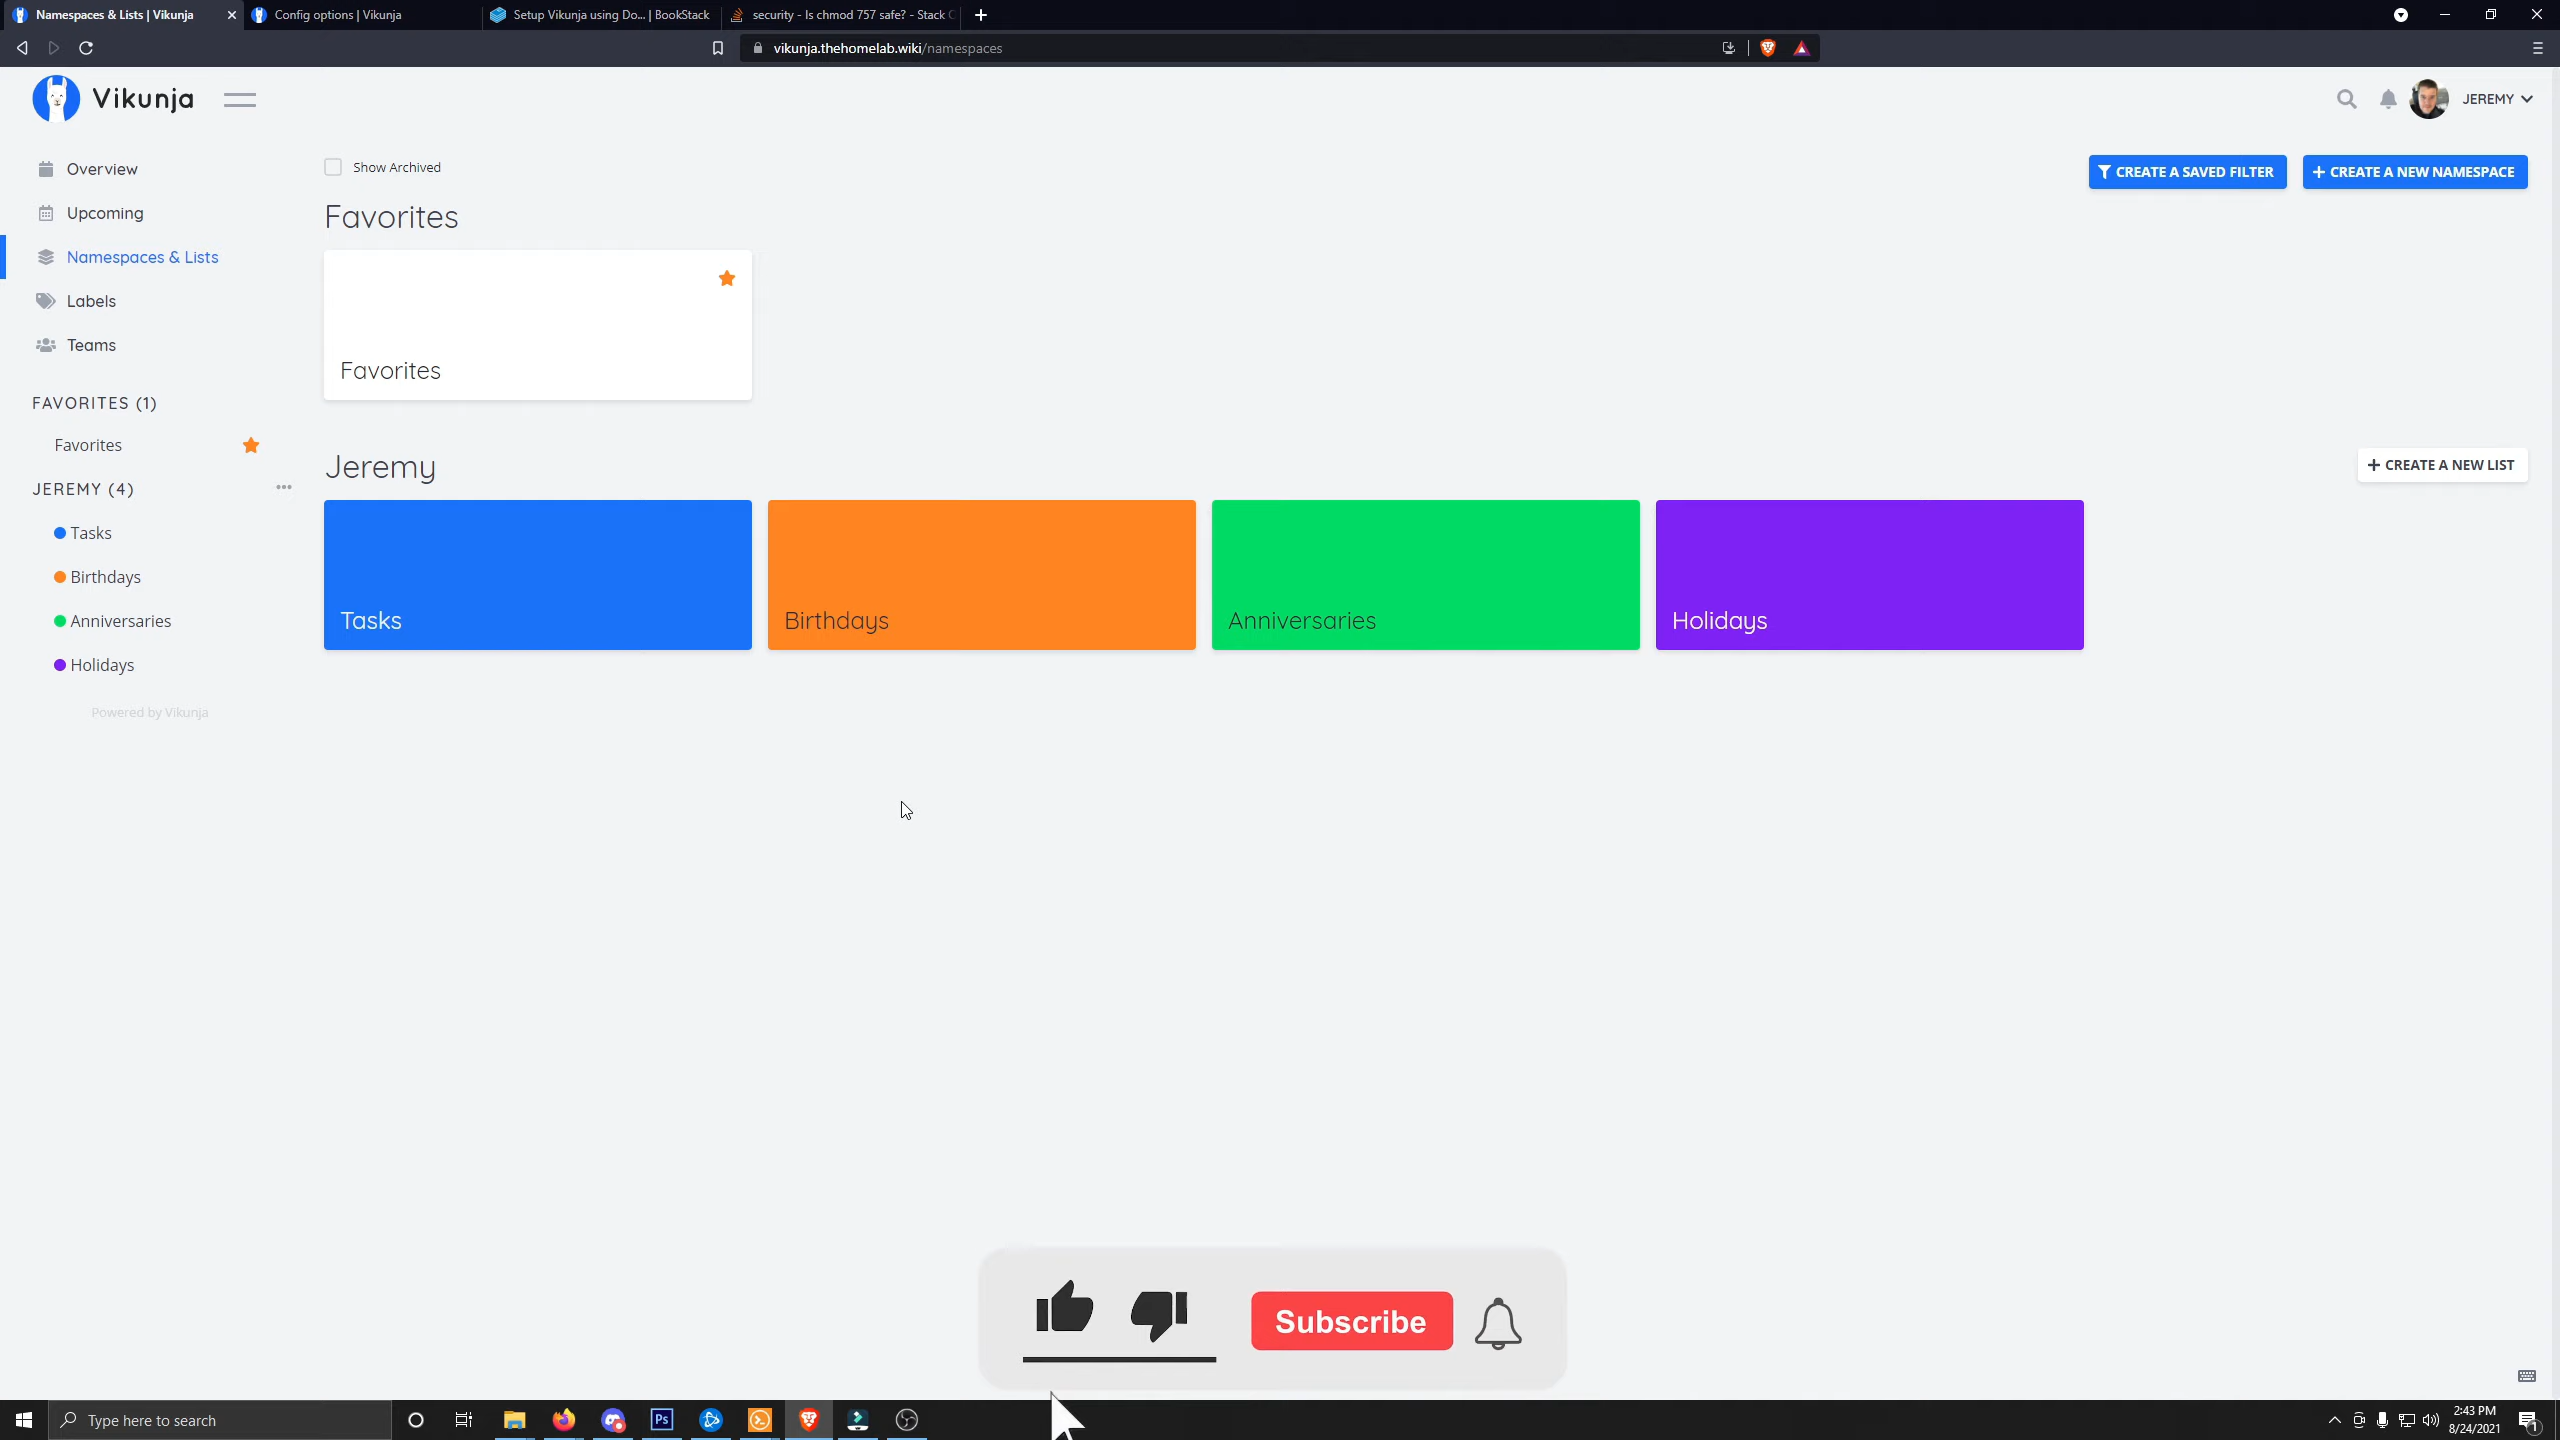 Namespaces & Lists | Vikunja
Config options | Vikunja
Setup Vikunja using Do... | BookStack
security - Is chmod 757 safe? - Stack
vikunja.thehomelab.wiki/namespaces
Vikunja
JEREMY
Overview
Upcoming
Namespaces & Lists
Labels
Teams
FAVORITES (1)
Favorites
JEREMY (4)
Tasks
Birthdays
Anniversaries
Holidays
Powered by Vikunja
Show Archived
CREATE A SAVED FILTER
CREATE A NEW NAMESPACE
Favorites
Favorites
Jeremy
CREATE A NEW LIST
Tasks
Birthdays
Anniversaries
Holidays
Subscribe
Type here to search
Ps
2:43 PM
8/24/2021
1